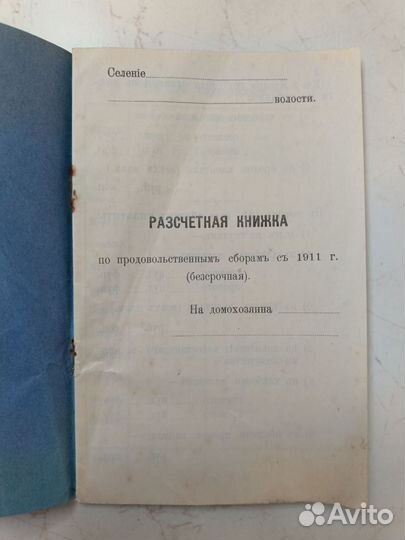 Селеніе
волости.
РАЗСЧЕТНАЯ КНИЖКА
по продовольственнымъ сборамъ съ 1911 г.
(безсрочная).
На домохозяина
Avito